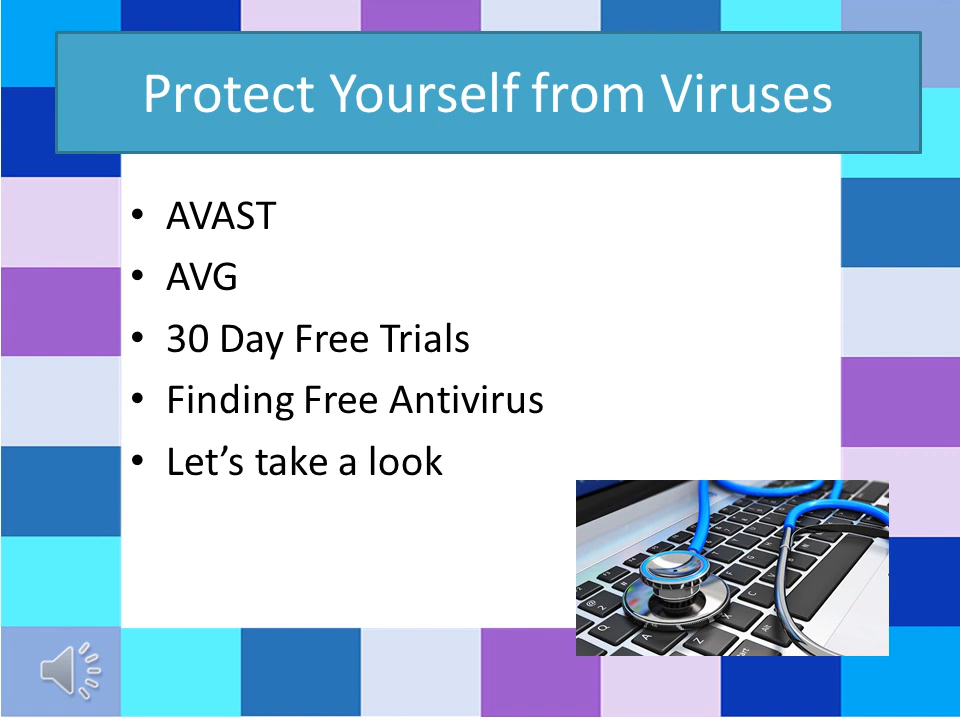 Protect Yourself from Viruses
• AVAST
• AVG
• 30 Day Free Trials
• Finding Free Antivirus
• Let’s take a look